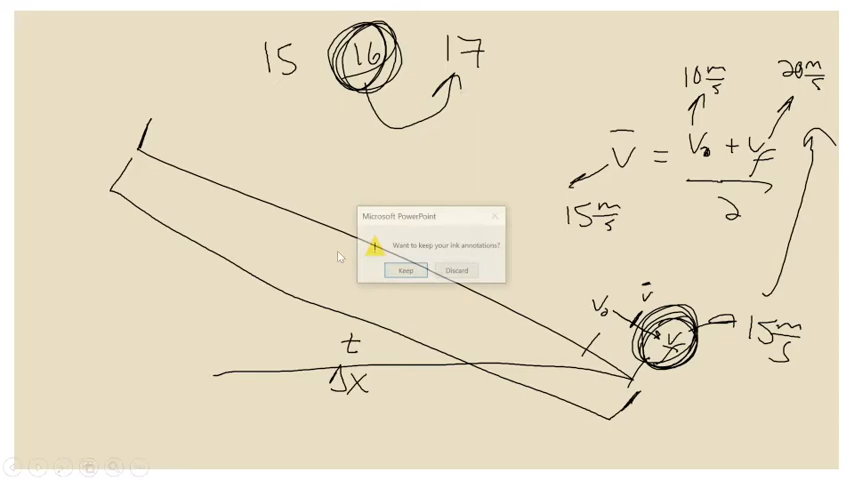 15 16 17
10 m/s
20 m/s
V̄ = V₀ + Vf
2
15 m/s
Microsoft PowerPoint
Want to keep your ink annotations?
Keep Discard
V₀ v̄
Vf
15 m/s
t
ΔX